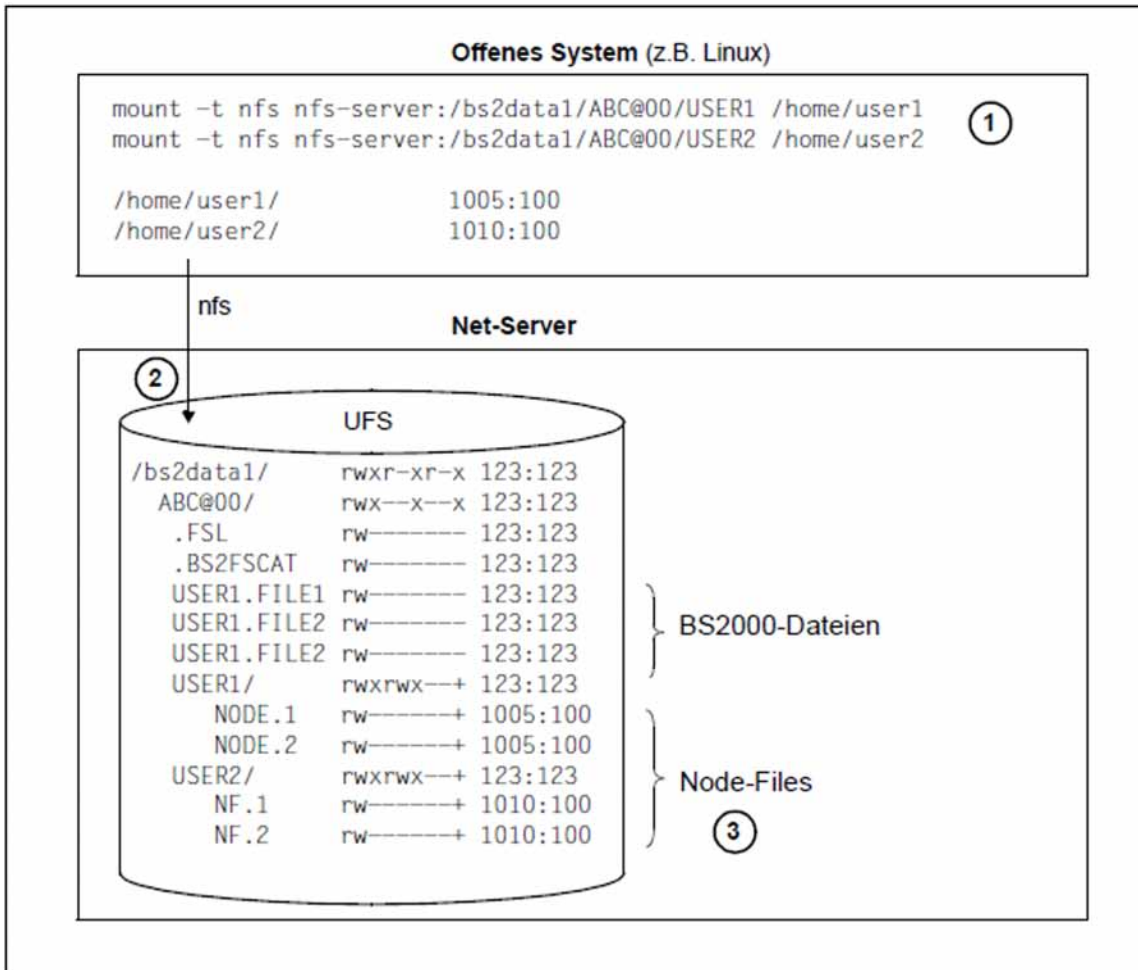 Offenes System (z.B. Linux)
mount -t nfs nfs-server:/bs2data1/ABC@00/USER1 /home/user1
mount -t nfs nfs-server:/bs2data1/ABC@00/USER2 /home/user2
1
/home/user1/ 1005:100
/home/user2/ 1010:100
nfs
Net-Server
2
UFS
/bs2data1/ rwxr-xr-x 123:123
ABC@00/ rwx--x--x 123:123
.FSL rw------- 123:123
.BS2FSCAT rw------- 123:123
USER1.FILE1 rw------- 123:123
USER1.FILE2 rw------- 123:123
USER1.FILE2 rw------- 123:123
BS2000-Dateien
USER1/ rwxrwx--+ 123:123
NODE.1 rw------+ 1005:100
NODE.2 rw------+ 1005:100
USER2/ rwxrwx--+ 123:123
NF.1 rw------+ 1010:100
NF.2 rw------+ 1010:100
Node-Files
3